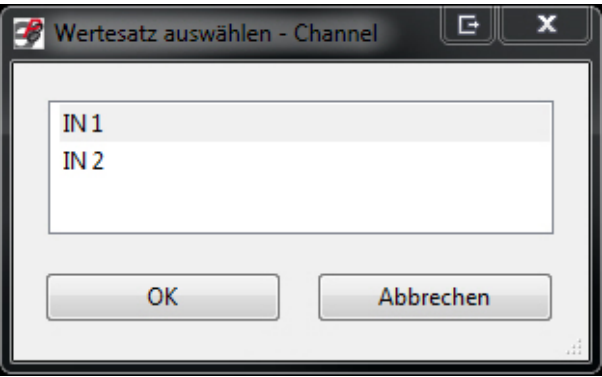 Wertesatz auswählen - Channel
IN 1
IN 2
OK
Abbrechen